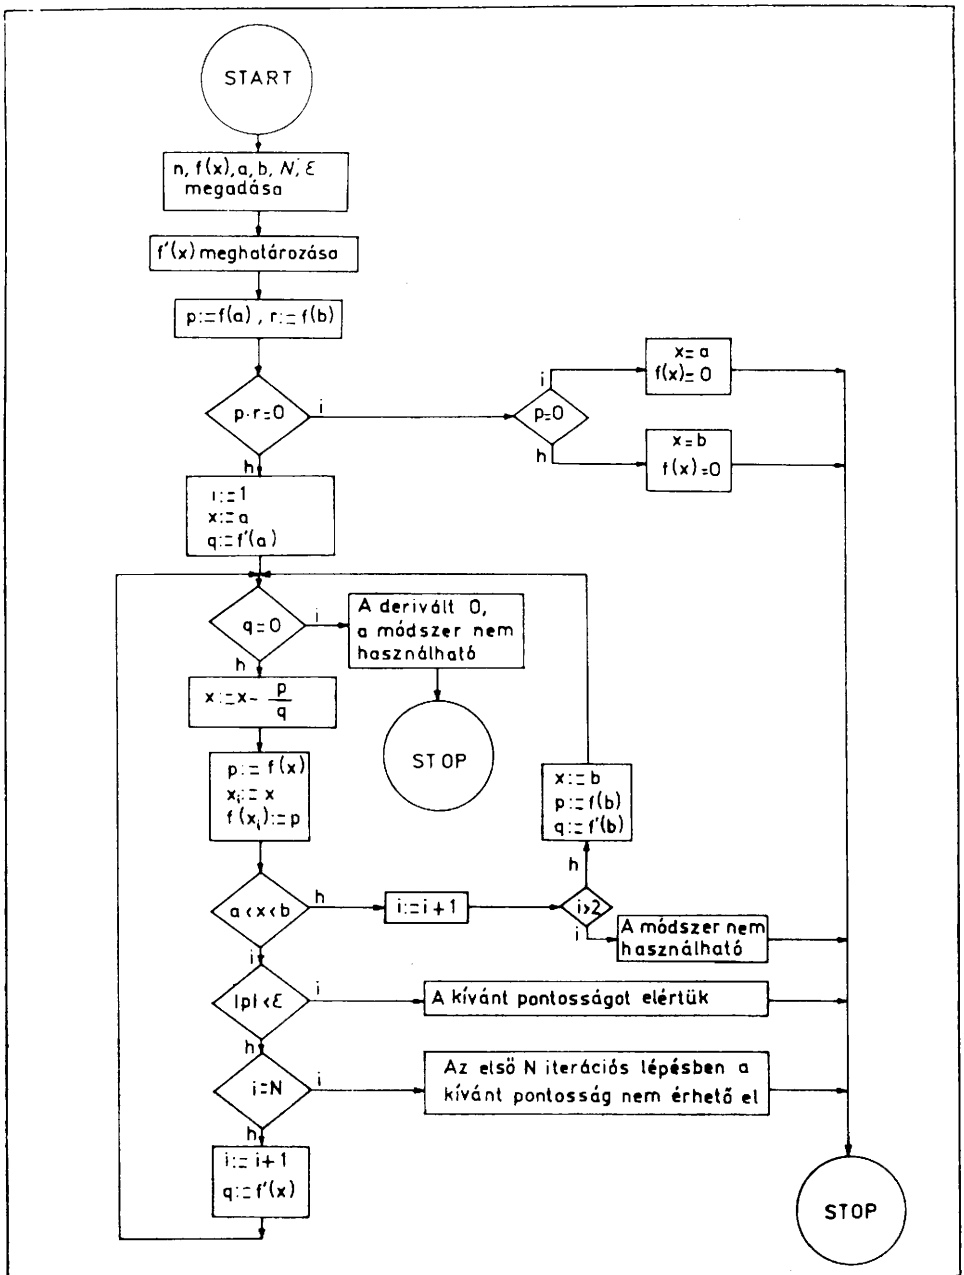 START
n, f(x), a, b, N, ε
megadása
f'(x) meghatározása
p:=f(a), r:=f(b)
p·r=0
i
h
p=0
i
h
x=a
f(x)=0
x=b
f(x)=0
i:=1
x:=a
q:=f'(a)
q=0
i
h
A derivált 0,
a módszer nem
használható
STOP
x:=x- p/q
p:=f(x)
xᵢ:=x
f(xᵢ):=p
x:=b
p:=f(b)
q:=f'(b)
h
a<x<b
h
i
i:=i+1
i>2
i
A módszer nem
használható
|p|<ε
i
h
A kívánt pontosságot elértük
i=N
i
h
Az első N iterációs lépésben a
kívánt pontosság nem érhető el
i:=i+1
q:=f'(x)
STOP